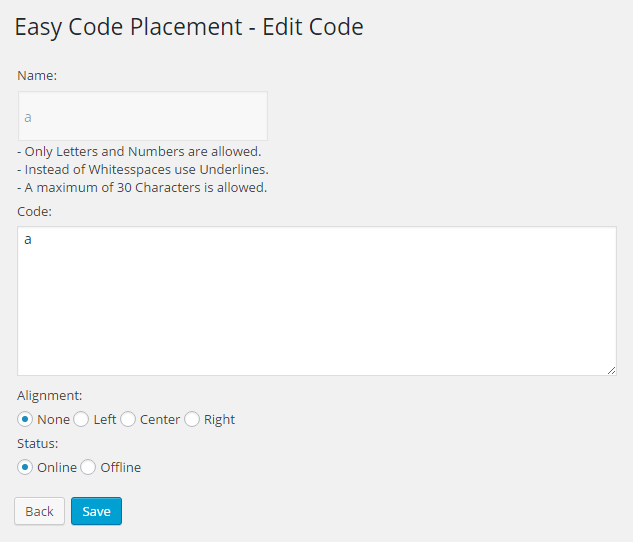 Easy Code Placement - Edit Code
Name:
a
- Only Letters and Numbers are allowed.
- Instead of Whitesspaces use Underlines.
- A maximum of 30 Characters is allowed.
Code:
a
Alignment:
None Left Center Right
Status:
Online Offline
Back Save